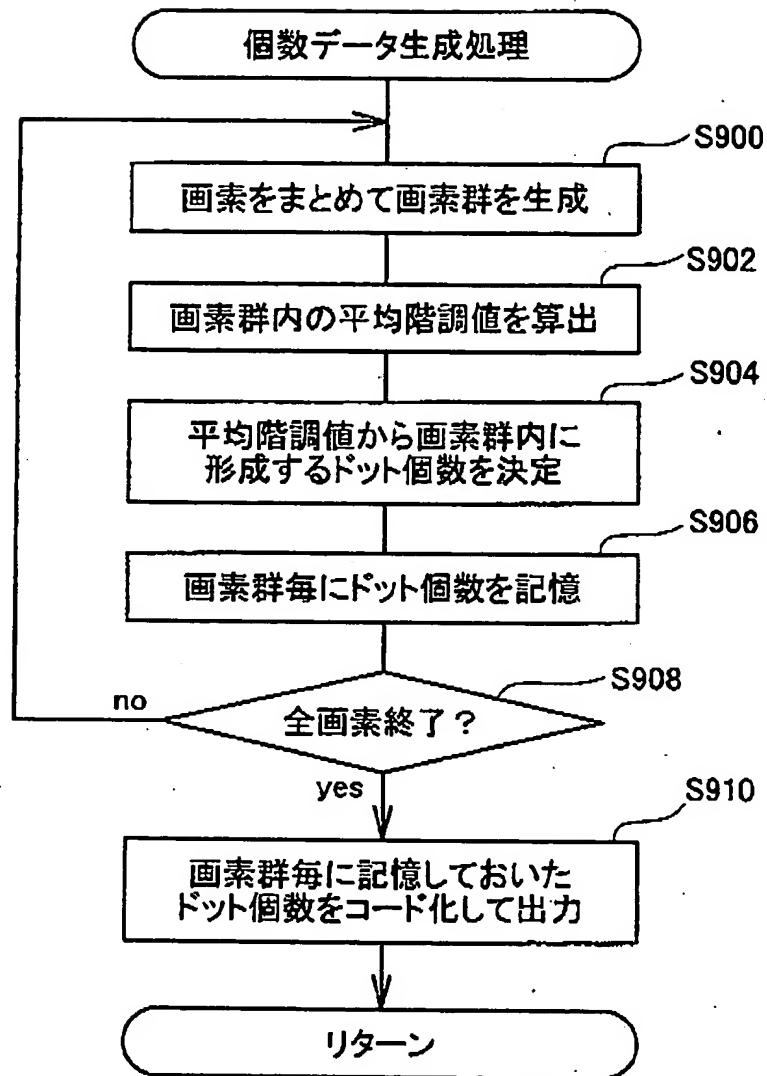 個数データ生成処理
S900
画素をまとめて画素群を生成
S902
画素群内の平均階調値を算出
S904
平均階調値から画素群内に
形成するドット個数を決定
S906
画素群毎にドット個数を記憶
S908
no
全画素終了？
yes
S910
画素群毎に記憶しておいた
ドット個数をコード化して出力
リターン